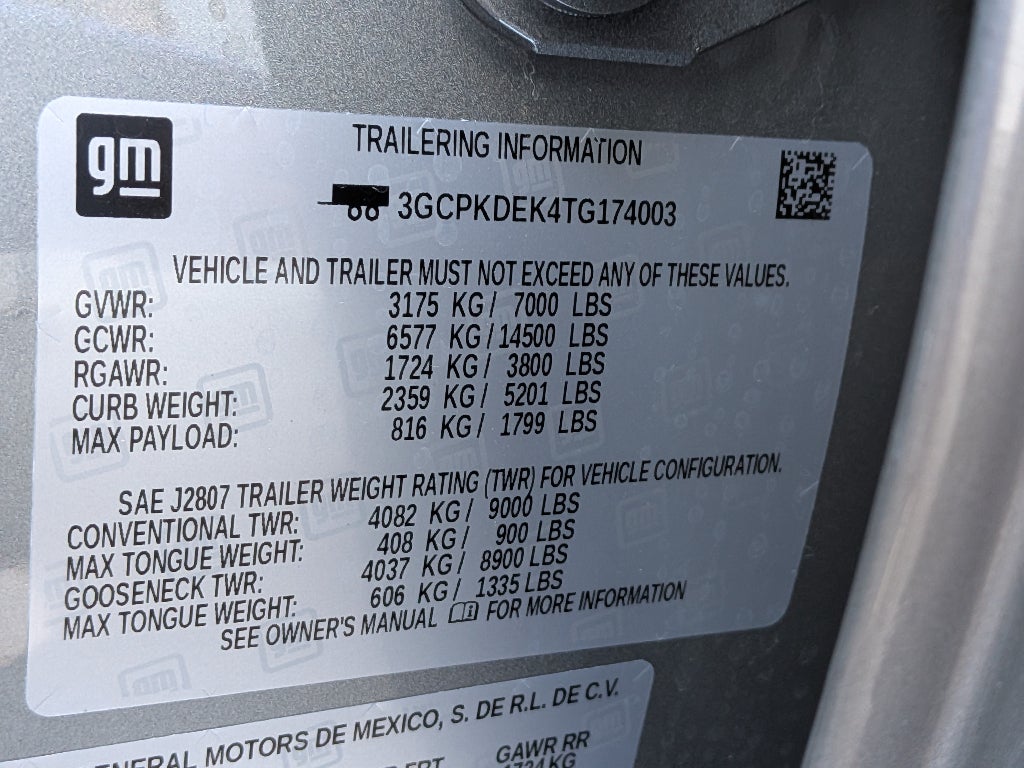 gm
TRAILERING INFORMATION
3GCPKDEK4TG174003
VEHICLE AND TRAILER MUST NOT EXCEED ANY OF THESE VALUES.
GVWR: 3175 KG / 7000 LBS
GCWR: 6577 KG / 14500 LBS
RGAWR: 1724 KG / 3800 LBS
CURB WEIGHT: 2359 KG / 5201 LBS
MAX PAYLOAD: 816 KG / 1799 LBS
SAE J2807 TRAILER WEIGHT RATING (TWR) FOR VEHICLE CONFIGURATION.
CONVENTIONAL TWR: 4082 KG / 9000 LBS
MAX TONGUE WEIGHT: 408 KG / 900 LBS
GOOSENECK TWR: 4037 KG / 8900 LBS
MAX TONGUE WEIGHT: 606 KG / 1335 LBS
SEE OWNER'S MANUAL FOR MORE INFORMATION
gm
MOTORS DE MEXICO, S. DE R.L. DE C.V.
GAWR RR
1724 KG